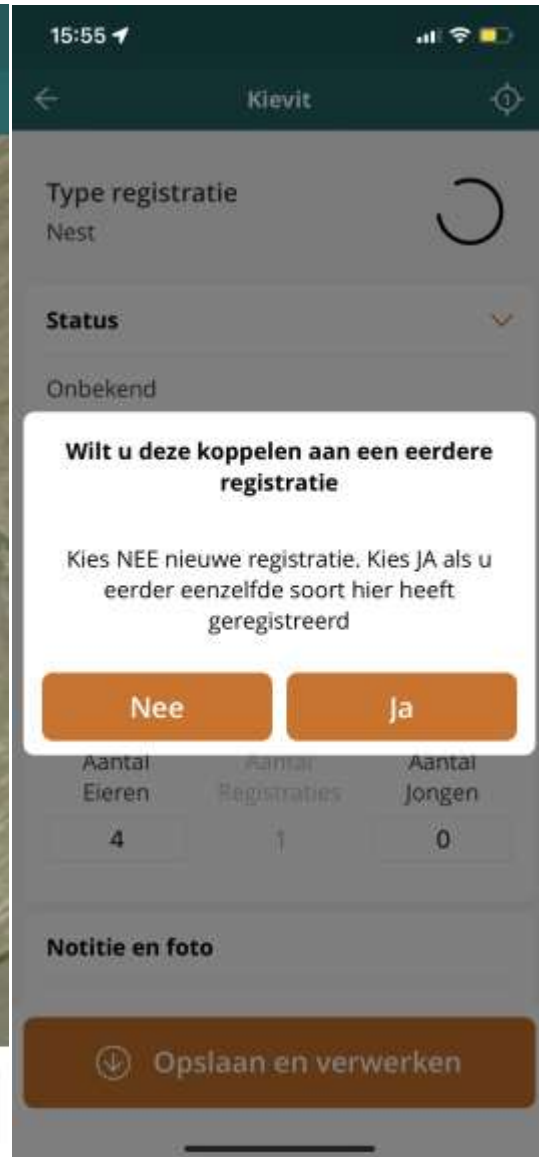 15:55
Kievit
1
Type registratie
Nest
Status
Onbekend
Wilt u deze koppelen aan een eerdere
registratie
Kies NEE nieuwe registratie. Kies JA als u
eerder eenzelfde soort hier heeft
geregistreerd
Nee Ja
Aantal Aantal Aantal
Eieren Registraties Jongen
4 1 0
Notitie en foto
Opslaan en verwerken